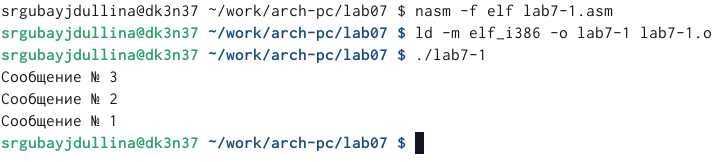 srgubayjdullina@dk3n37 ~/work/arch-pc/lab07 $ nasm -f elf lab7-1.asm
srgubayjdullina@dk3n37 ~/work/arch-pc/lab07 $ ld -m elf_i386 -o lab7-1 lab7-1.o
srgubayjdullina@dk3n37 ~/work/arch-pc/lab07 $ ./lab7-1
Сообщение № 3
Сообщение № 2
Сообщение № 1
srgubayjdullina@dk3n37 ~/work/arch-pc/lab07 $